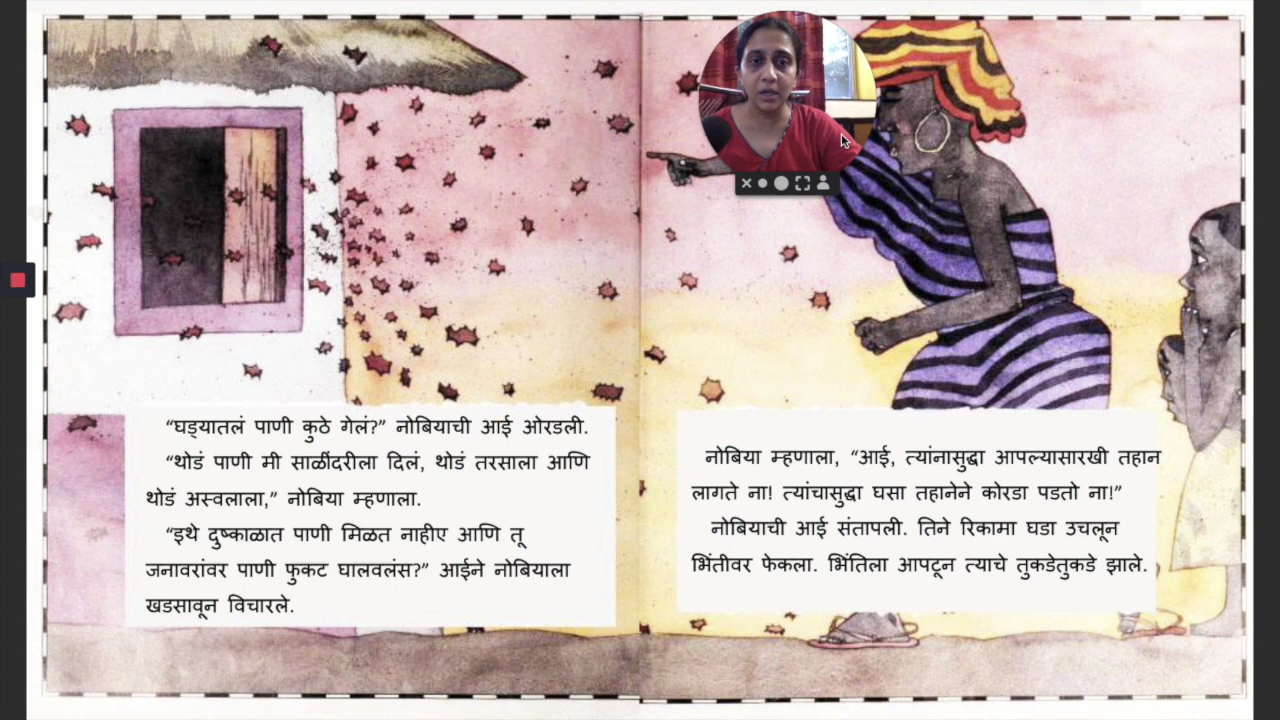 “घड्यातलं पाणी कुठे गेलं?” नोबियाची आई ओरडली.
“थोडं पाणी मी साळींदरीला दिलं, थोडं तरसाला आणि
थोडं अस्वलाला,” नोबिया म्हणाला.
“इथे दुष्काळात पाणी मिळत नाहीए आणि तू
जनावरांवर पाणी फुकट घालवलंस?” आईने नोबियाला
खडसावून विचारले.
नोबिया म्हणाला, “आई, त्यांनासुद्धा आपल्यासारखी तहान
लागते ना! त्यांचासुद्धा घसा तहानेने कोरडा पडतो ना!”
नोबियाची आई संतापली. तिने रिकामा घडा उचलून
भिंतीवर फेकला. भिंतिला आपटून त्याचे तुकडेतुकडे झाले.